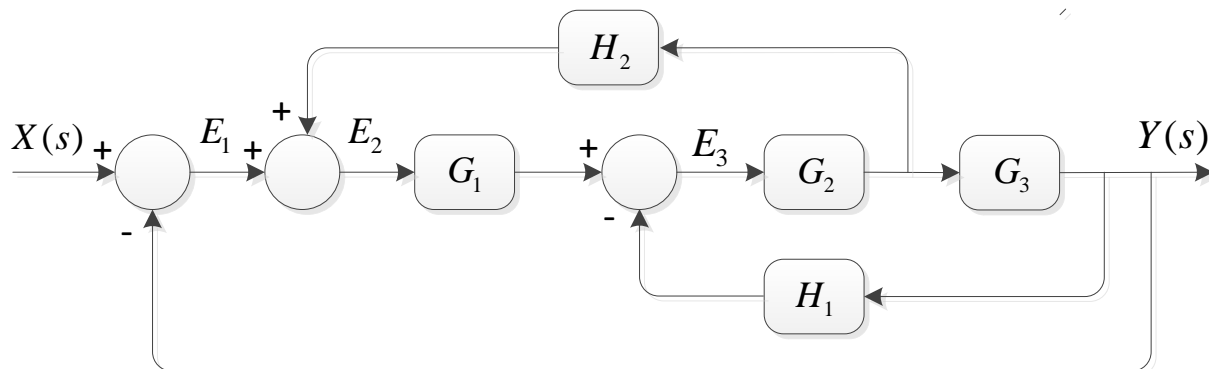 H₂
+
X(s) + E₁ + E₂ G₁ + E₃ G₂ G₃ Y(s)
- -
H₁